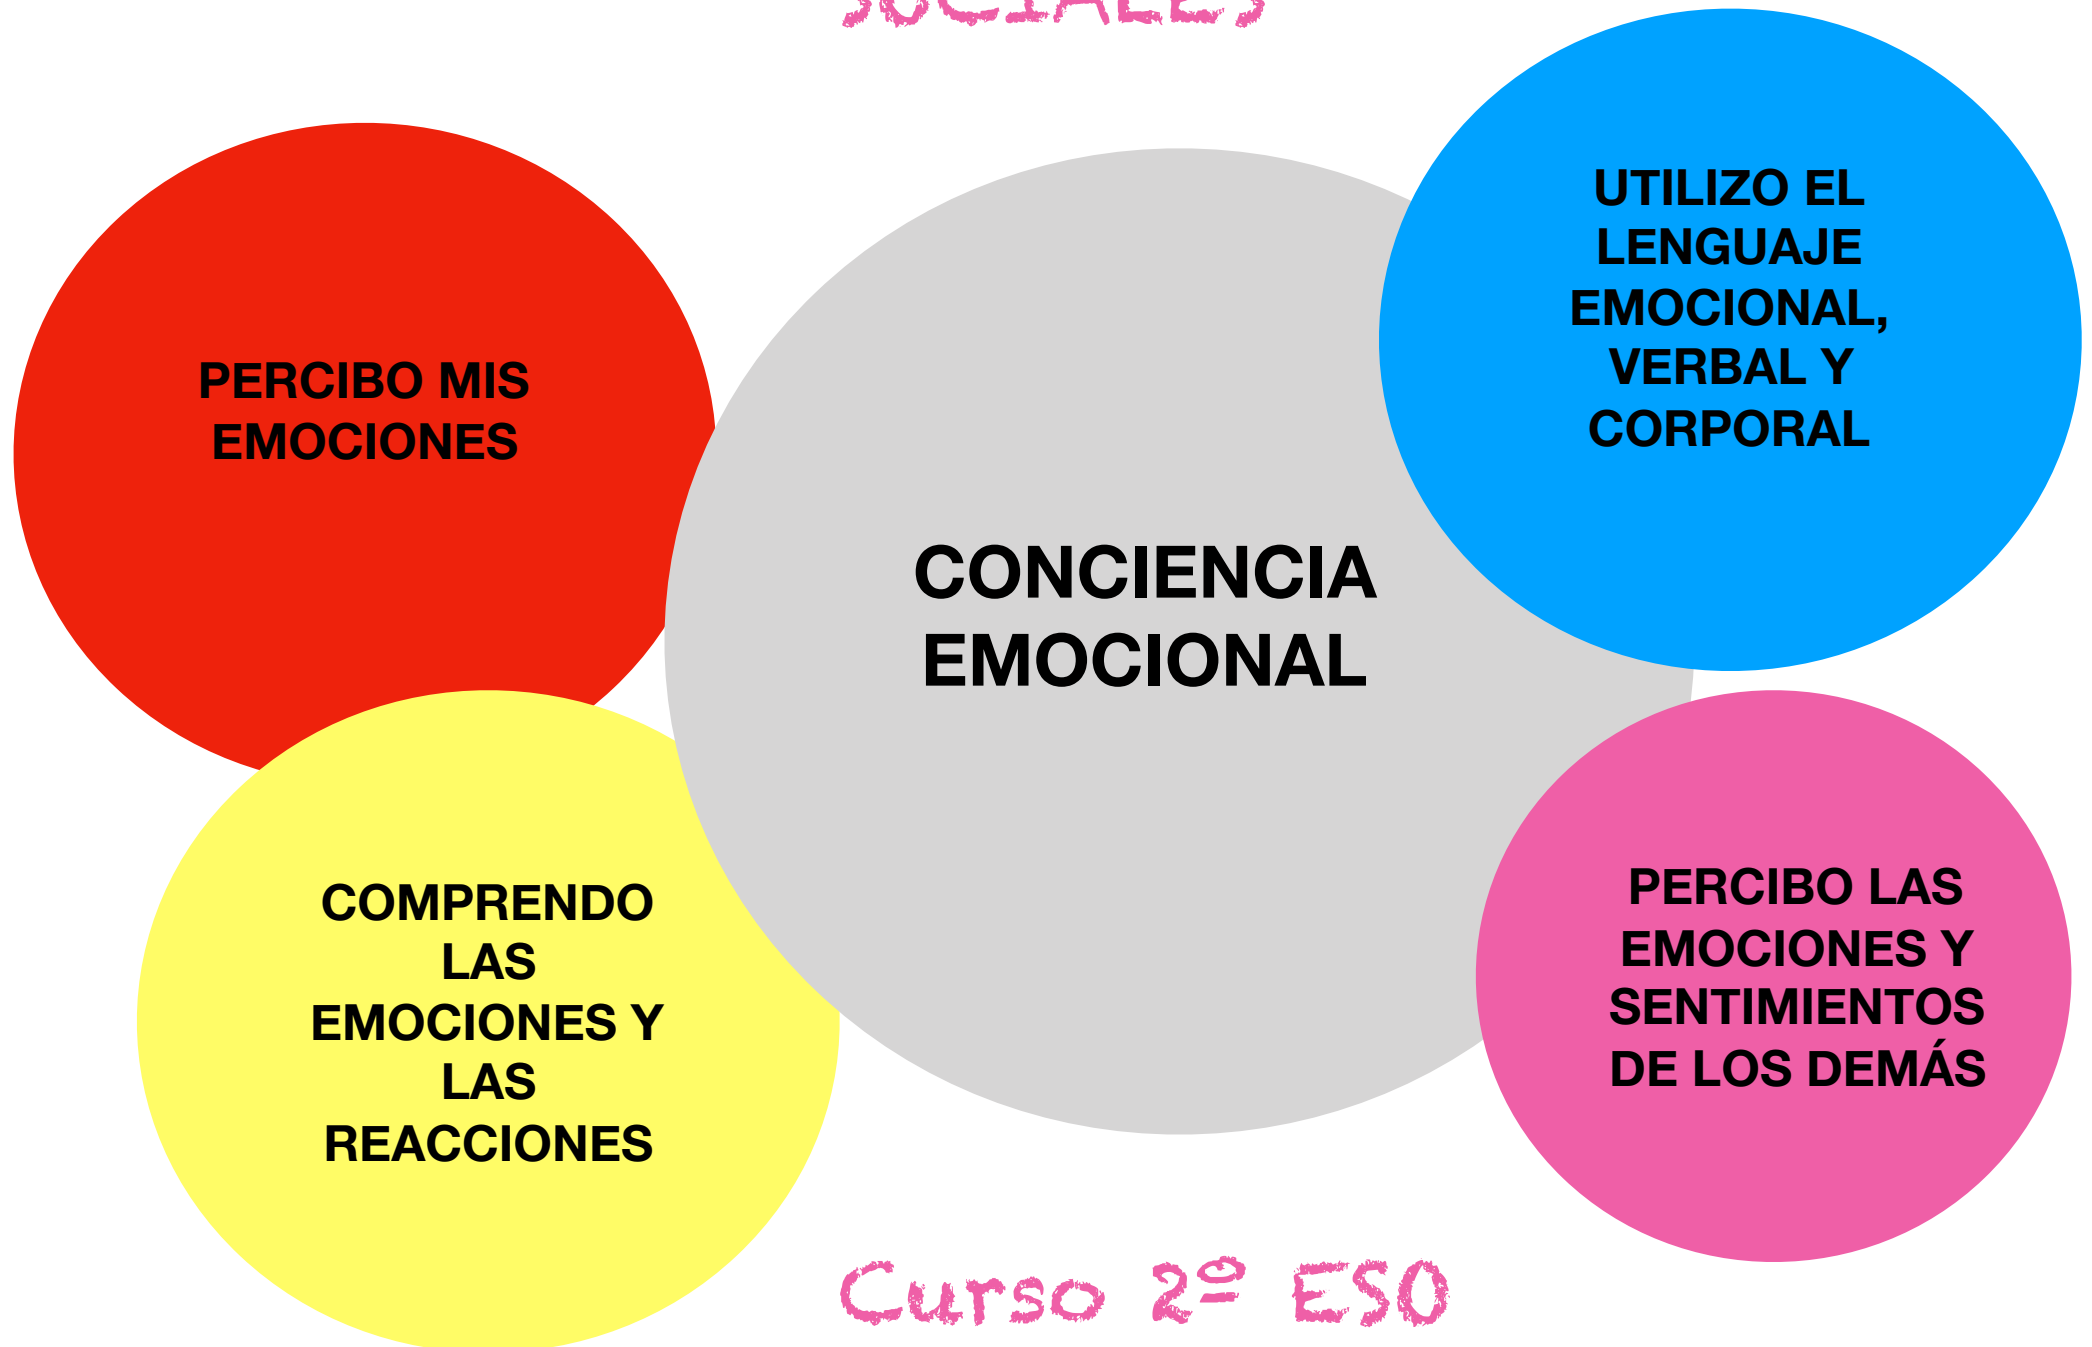 SOCIALES
PERCIBO MIS
EMOCIONES
UTILIZO EL
LENGUAJE
EMOCIONAL,
VERBAL Y
CORPORAL
CONCIENCIA
EMOCIONAL
COMPRENDO
LAS
EMOCIONES Y
LAS
REACCIONES
PERCIBO LAS
EMOCIONES Y
SENTIMIENTOS
DE LOS DEMÁS
Curso 2º ESO